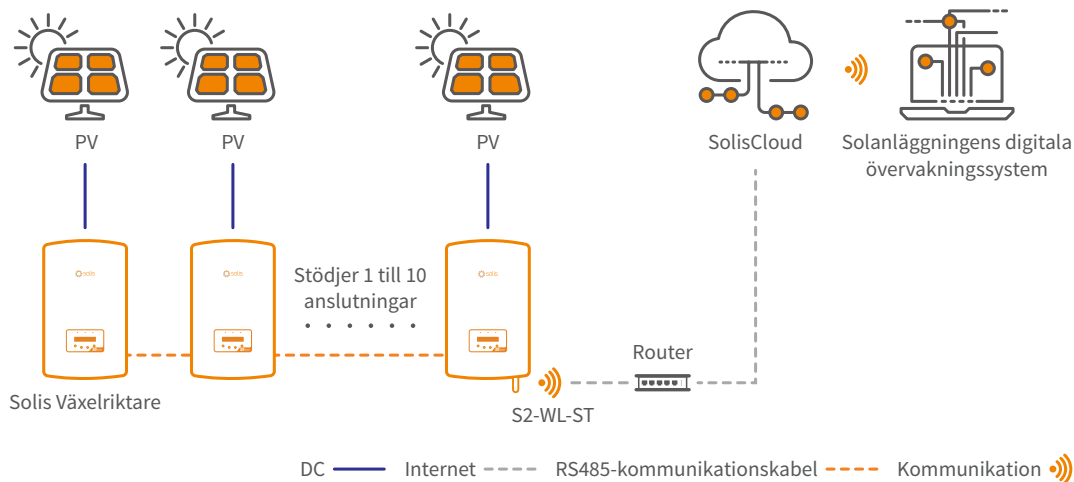 PV
PV
PV
SolisCloud
Solanläggningens digitala
övervakningssystem
solis
solis
solis
Stödjer 1 till 10
anslutningar
Router
Solis Växelriktare
S2-WL-ST
DC
Internet
RS485-kommunikationskabel
Kommunikation